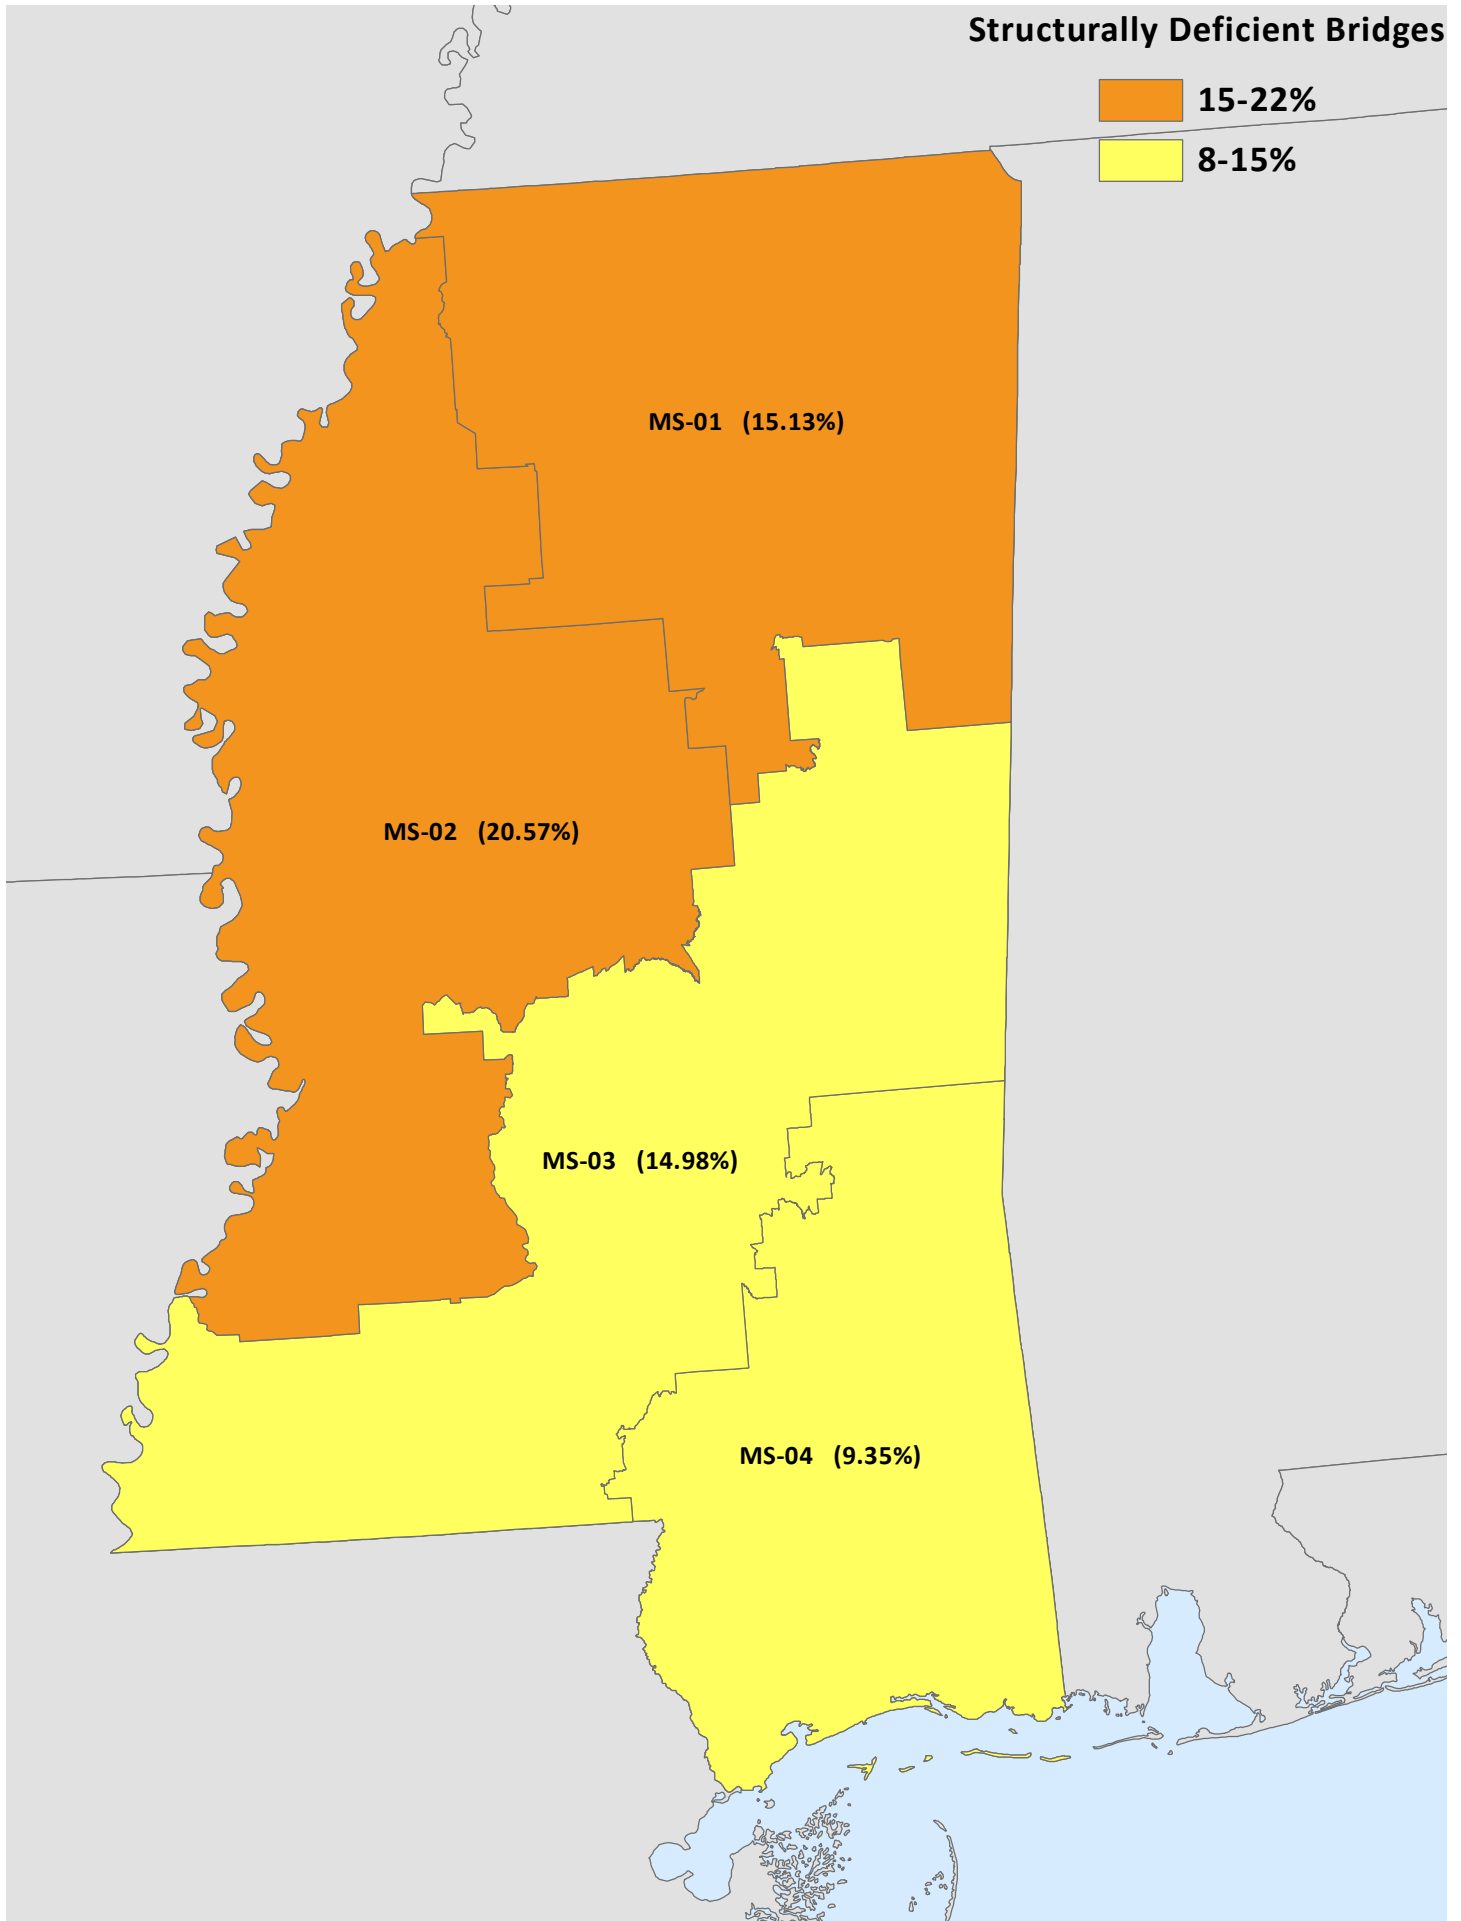 Structurally Deficient Bridges
15-22%
8-15%
MS-01 (15.13%)
MS-02 (20.57%)
MS-03 (14.98%)
MS-04 (9.35%)